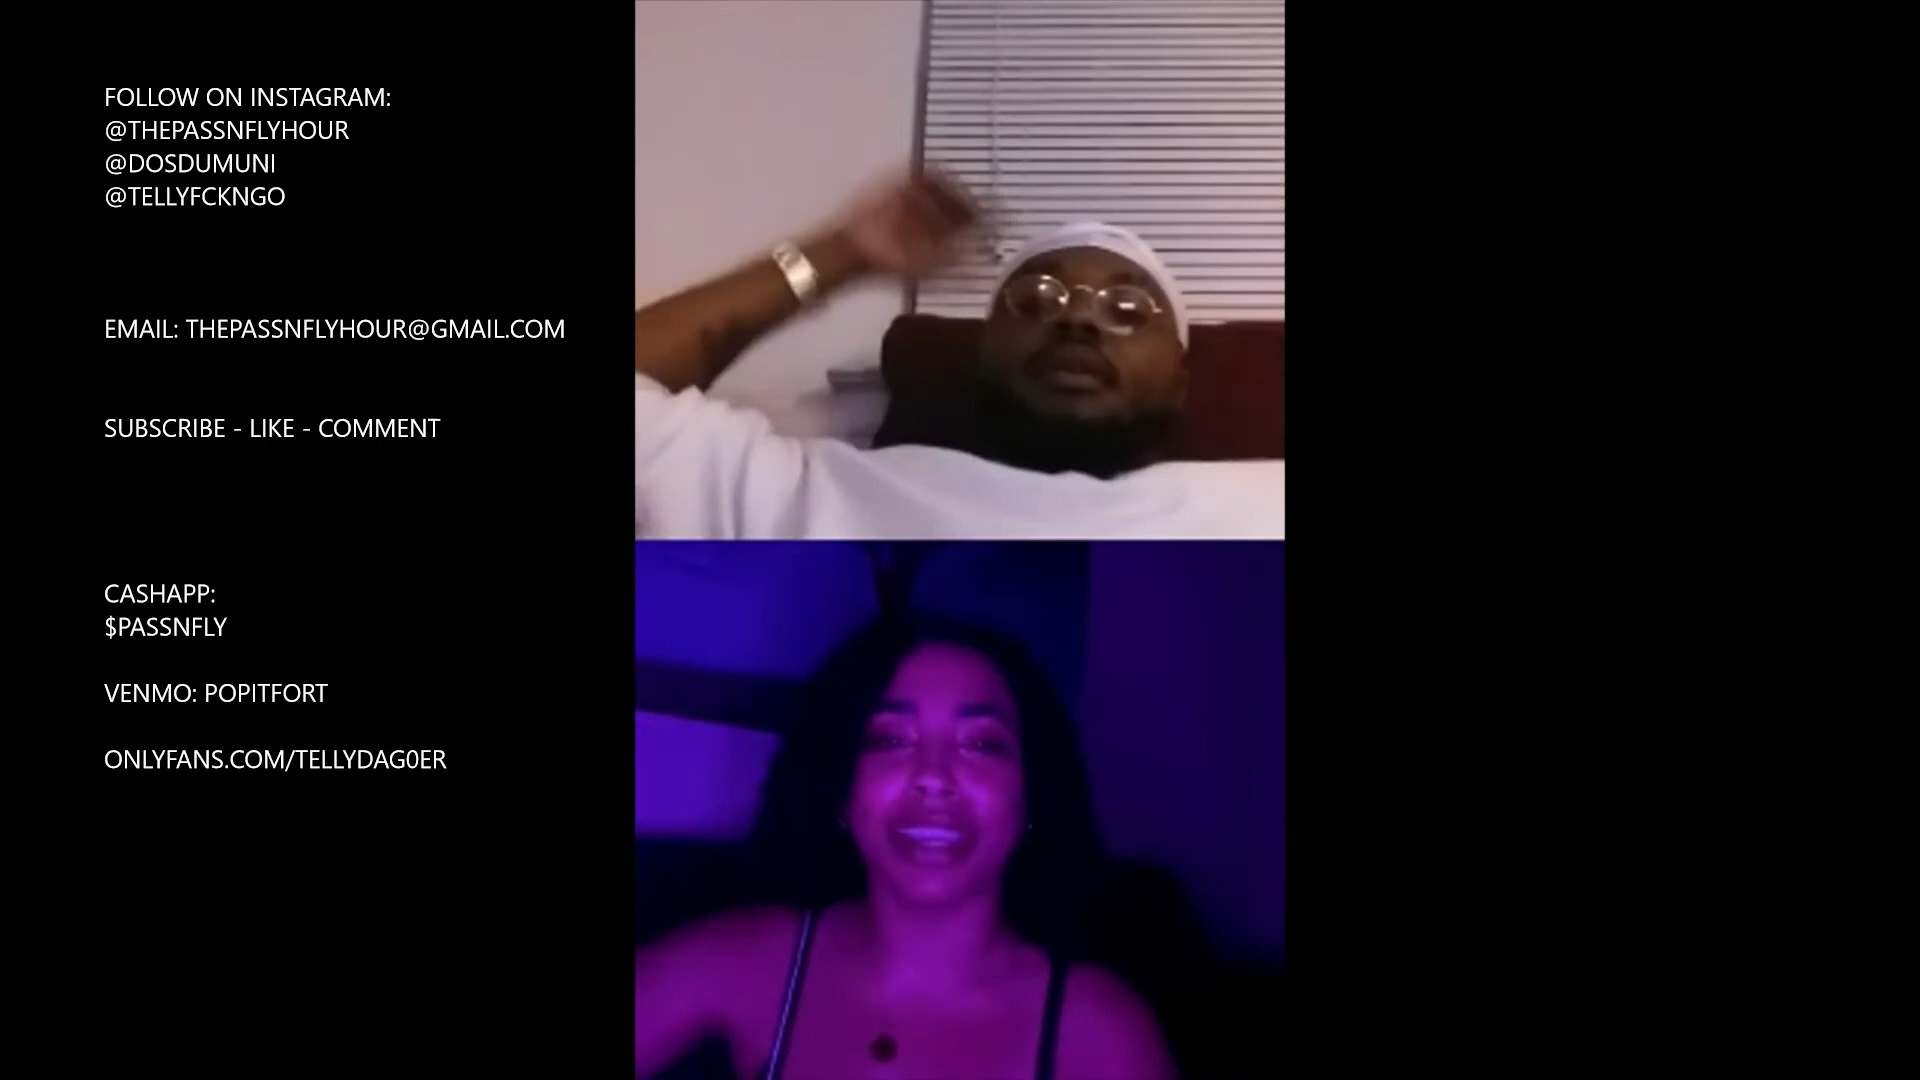 FOLLOW ON INSTAGRAM:
@THEPASSNFLYHOUR
@DOSDUMUNI
@TELLYFCKNGO
EMAIL: THEPASSNFLYHOUR@GMAIL.COM
SUBSCRIBE - LIKE - COMMENT
CASHAPP:
$PASSNFLY
VENMO: POPITFORT
ONLYFANS.COM/TELLYDAG0ER